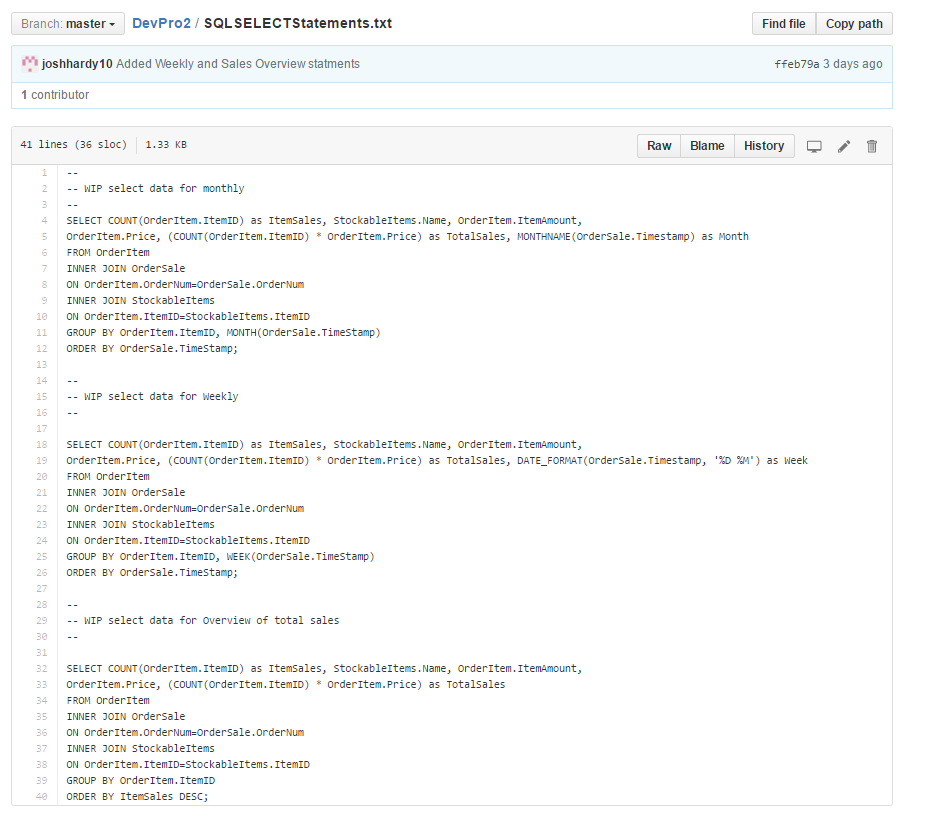 Branch: master DevPro2 / SQLSELECTStatements.txt Find file Copy path
joshhardy10 Added Weekly and Sales Overview statments ffeb79a 3 days ago
1 contributor
41 lines (36 sloc) 1.33 KB Raw Blame History
1 --
2 -- WIP select data for monthly
3 --
4 SELECT COUNT(OrderItem.ItemID) as ItemSales, StockableItems.Name, OrderItem.ItemAmount,
5 OrderItem.Price, (COUNT(OrderItem.ItemID) * OrderItem.Price) as TotalSales, MONTHNAME(OrderSale.Timestamp) as Month
6 FROM OrderItem
7 INNER JOIN OrderSale
8 ON OrderItem.OrderNum=OrderSale.OrderNum
9 INNER JOIN StockableItems
10 ON OrderItem.ItemID=StockableItems.ItemID
11 GROUP BY OrderItem.ItemID, MONTH(OrderSale.TimeStamp)
12 ORDER BY OrderSale.TimeStamp;
13
14 --
15 -- WIP select data for Weekly
16 --
17
18 SELECT COUNT(OrderItem.ItemID) as ItemSales, StockableItems.Name, OrderItem.ItemAmount,
19 OrderItem.Price, (COUNT(OrderItem.ItemID) * OrderItem.Price) as TotalSales, DATE_FORMAT(OrderSale.Timestamp, '%D %M') as Week
20 FROM OrderItem
21 INNER JOIN OrderSale
22 ON OrderItem.OrderNum=OrderSale.OrderNum
23 INNER JOIN StockableItems
24 ON OrderItem.ItemID=StockableItems.ItemID
25 GROUP BY OrderItem.ItemID, WEEK(OrderSale.TimeStamp)
26 ORDER BY OrderSale.TimeStamp;
27
28 --
29 -- WIP select data for Overview of total sales
30 --
31
32 SELECT COUNT(OrderItem.ItemID) as ItemSales, StockableItems.Name, OrderItem.ItemAmount,
33 OrderItem.Price, (COUNT(OrderItem.ItemID) * OrderItem.Price) as TotalSales
34 FROM OrderItem
35 INNER JOIN OrderSale
36 ON OrderItem.OrderNum=OrderSale.OrderNum
37 INNER JOIN StockableItems
38 ON OrderItem.ItemID=StockableItems.ItemID
39 GROUP BY OrderItem.ItemID
40 ORDER BY ItemSales DESC;